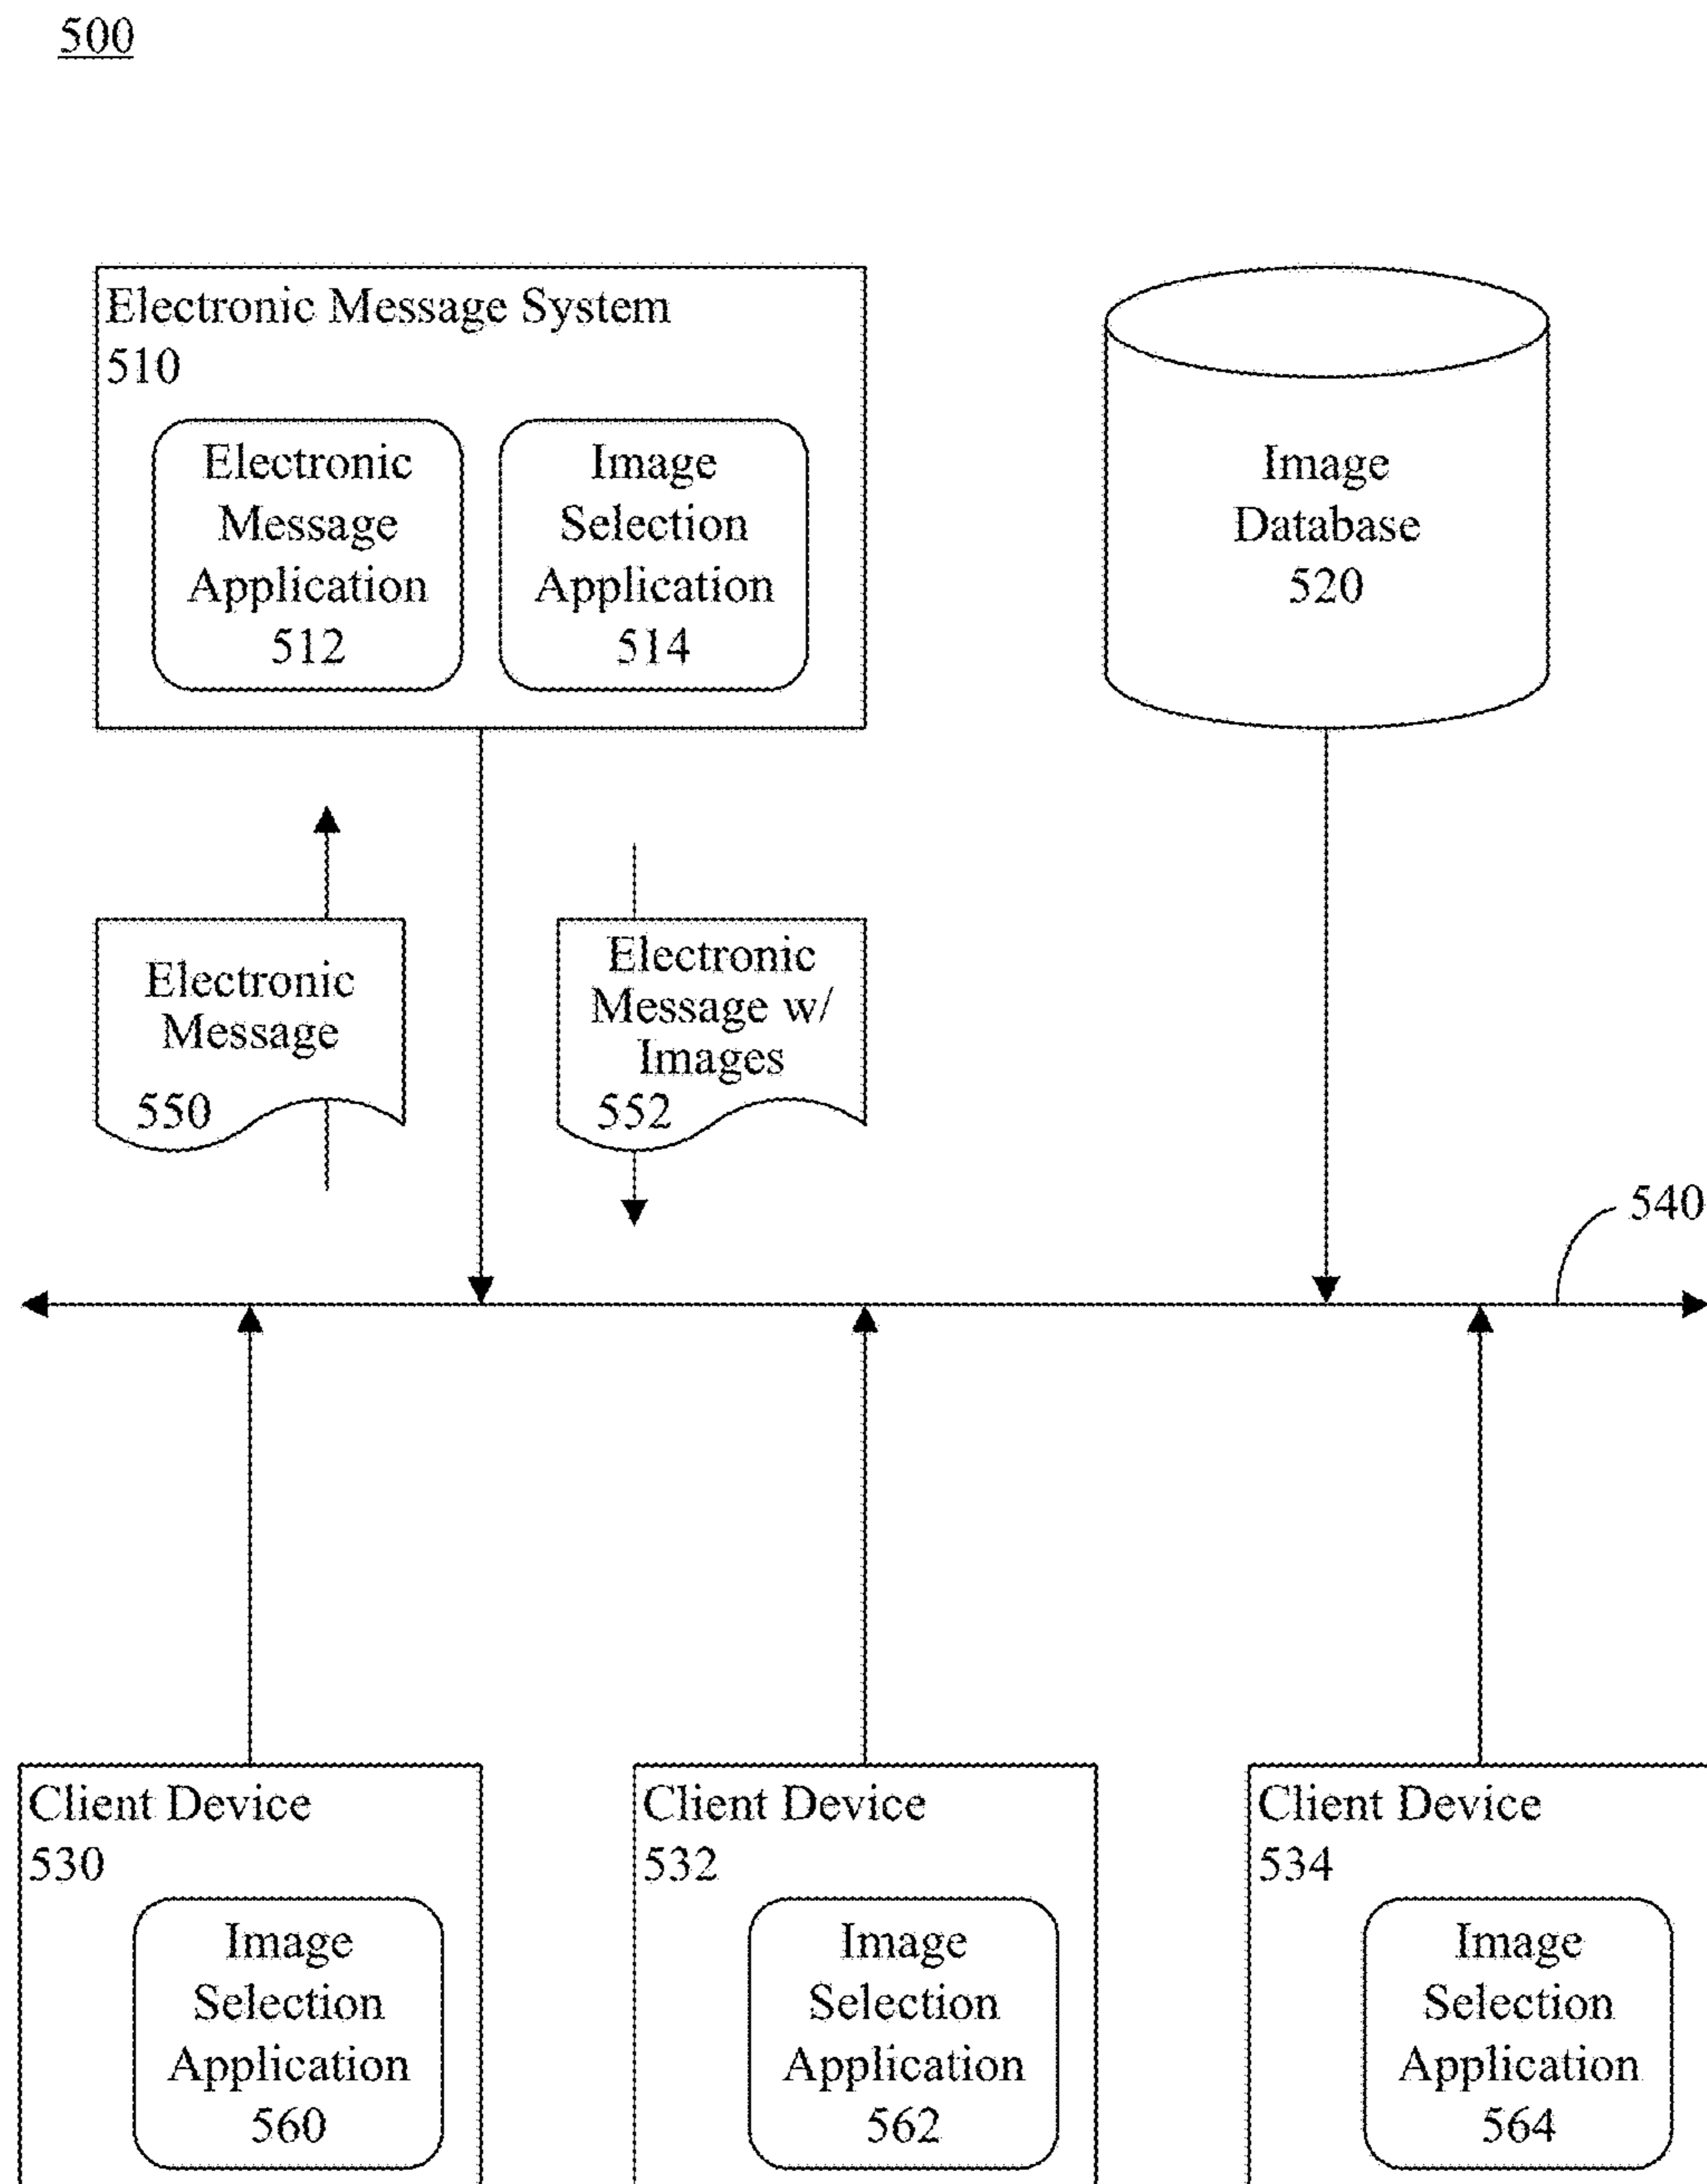 500
Electronic Message System
510
Electronic
Message
Application
512
Image
Selection
Application
514
Image
Database
520
Electronic
Message
550
Electronic
Message w/
Images
552
540
Client Device
530
Image
Selection
Application
560
Client Device
532
Image
Selection
Application
562
Client Device
534
Image
Selection
Application
564